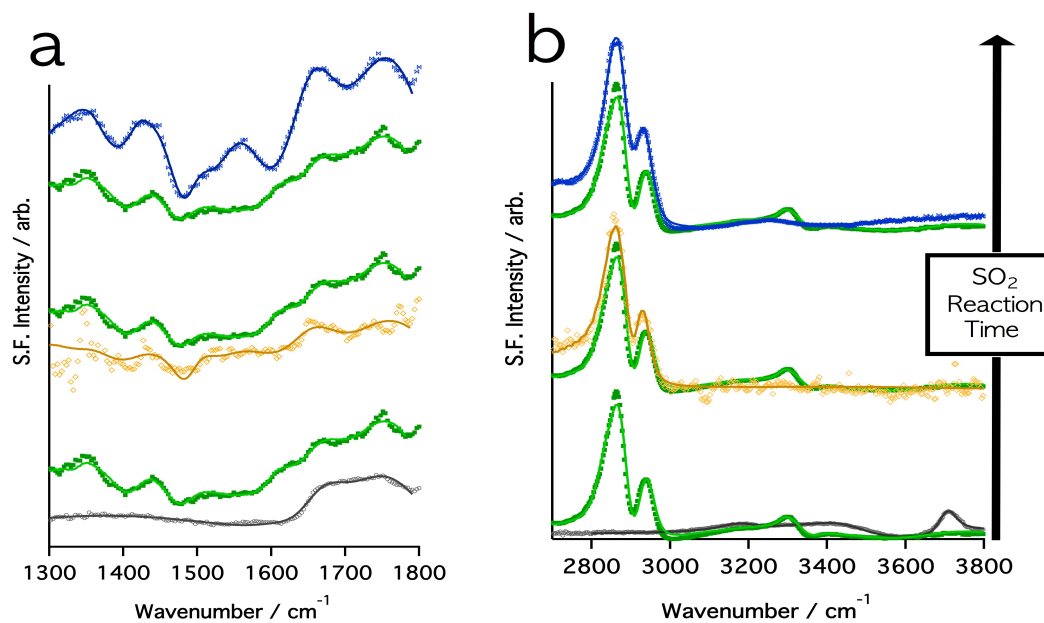 a
b
S.F. Intensity / arb.
S.F. Intensity / arb.
SO₂
Reaction
Time
1300 1400 1500 1600 1700 1800
2800 3000 3200 3400 3600 3800
Wavenumber / cm⁻¹
Wavenumber / cm⁻¹